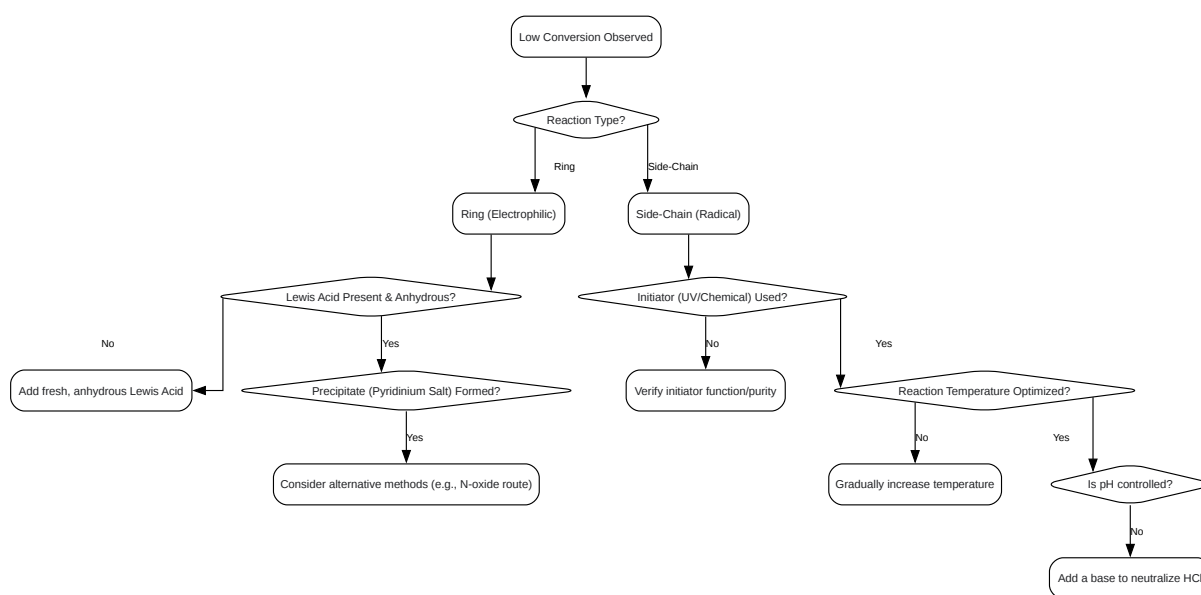 Low Conversion Observed
Reaction Type?
Ring
Side-Chain
Ring (Electrophilic)
Side-Chain (Radical)
Lewis Acid Present & Anhydrous?
Initiator (UV/Chemical) Used?
No
Yes
No
Yes
Add fresh, anhydrous Lewis Acid
Precipitate (Pyridinium Salt) Formed?
Verify initiator function/purity
Reaction Temperature Optimized?
Yes
No
Yes
Consider alternative methods (e.g., N-oxide route)
Gradually increase temperature
Is pH controlled?
No
Add a base to neutralize HCl